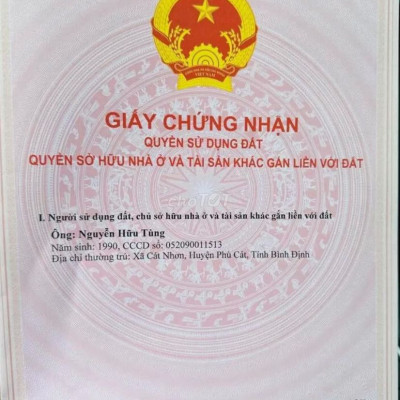 GIẤY CHỨNG NHẬN
QUYỀN SỬ DỤNG ĐẤT
QUYỀN SỞ HỮU NHÀ Ở VÀ TÀI SẢN KHÁC GẮN LIỀN VỚI ĐẤT
I. Người sử dụng đất, chủ sở hữu nhà ở và tài sản khác gắn liền với đất
Ông: Nguyễn Hữu Tùng
Năm sinh: 1990, CCCD số: 052090011513
Địa chỉ thường trú: Xã Cát Nhơn, Huyện Phù Cát, Tỉnh Bình Định